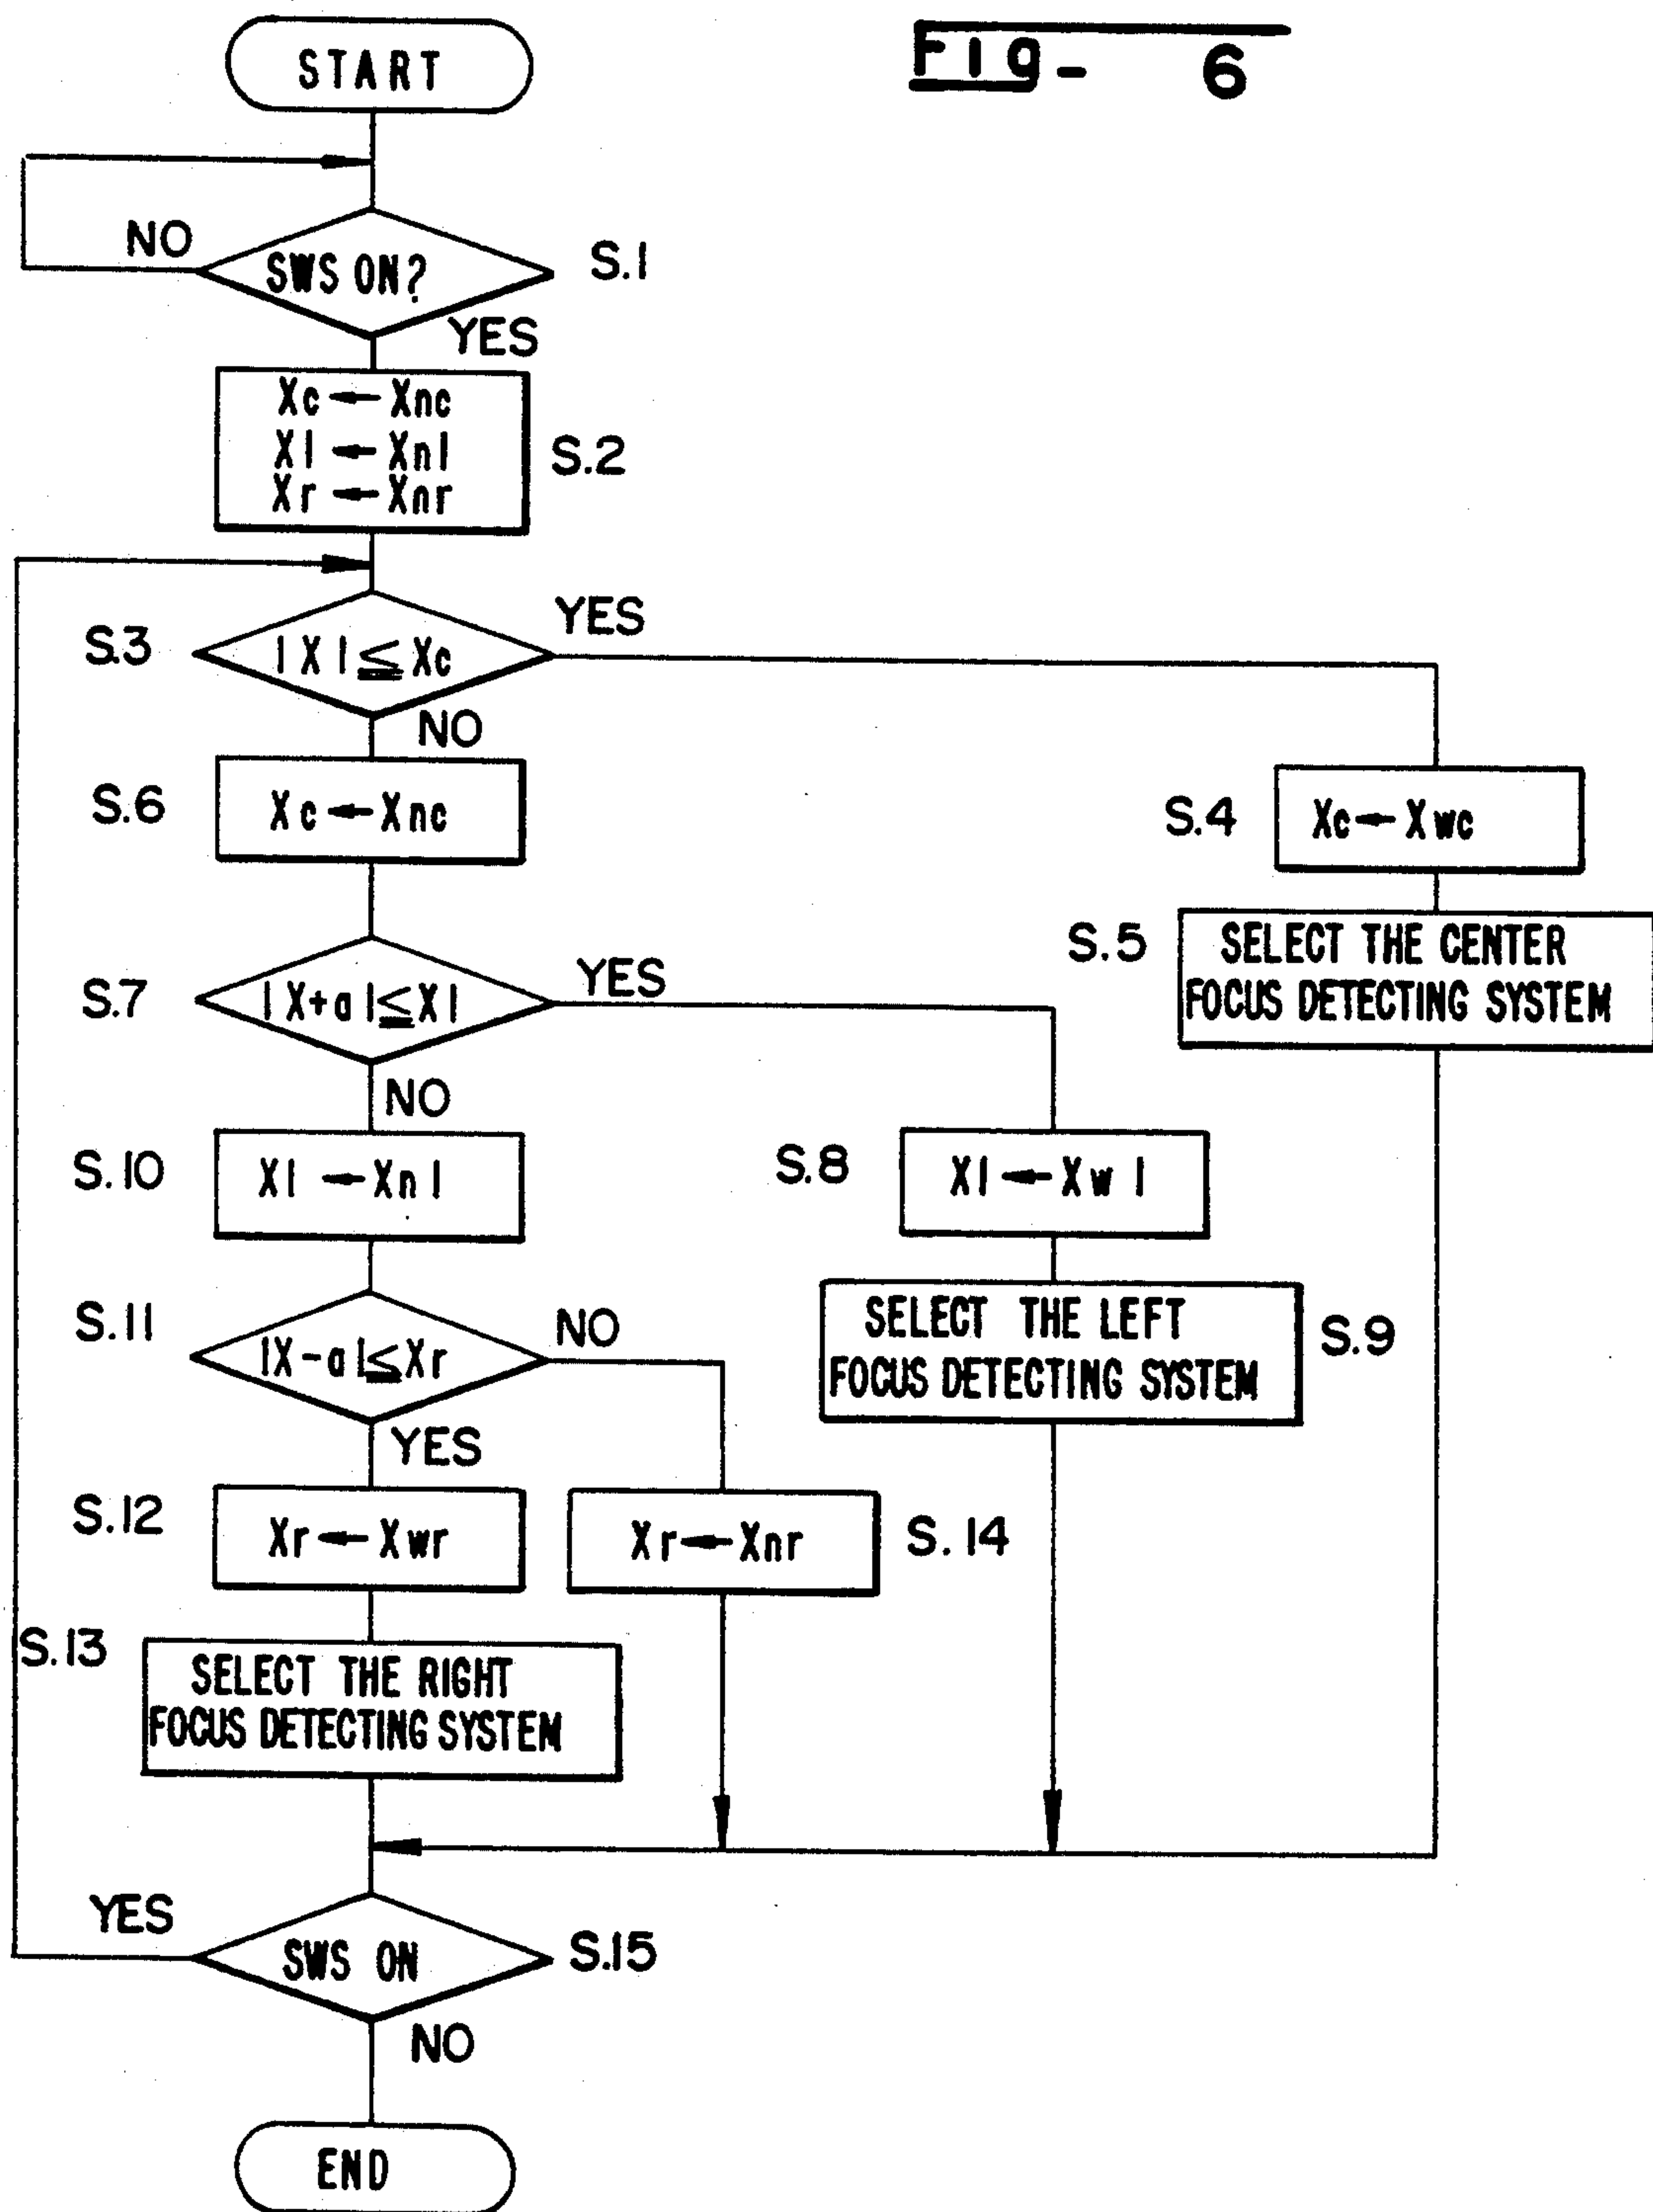 Fig- 6
START
NO
SWS ON?
S.1
YES
Xc ← Xnc
Xl ← Xnl
Xr ← Xnr
S.2
S.3
|X| ≦ Xc
YES
NO
S.6
Xc ← Xnc
S.4
Xc ← Xwc
S.5
SELECT THE CENTER
FOCUS DETECTING SYSTEM
S.7
|X+a| ≦ Xl
YES
NO
S.10
Xl ← Xnl
S.8
Xl ← Xwl
SELECT THE LEFT
FOCUS DETECTING SYSTEM
S.9
S.11
|X-a| ≦ Xr
NO
YES
S.12
Xr ← Xwr
Xr ← Xnr
S.14
S.13
SELECT THE RIGHT
FOCUS DETECTING SYSTEM
YES
SWS ON
S.15
NO
END